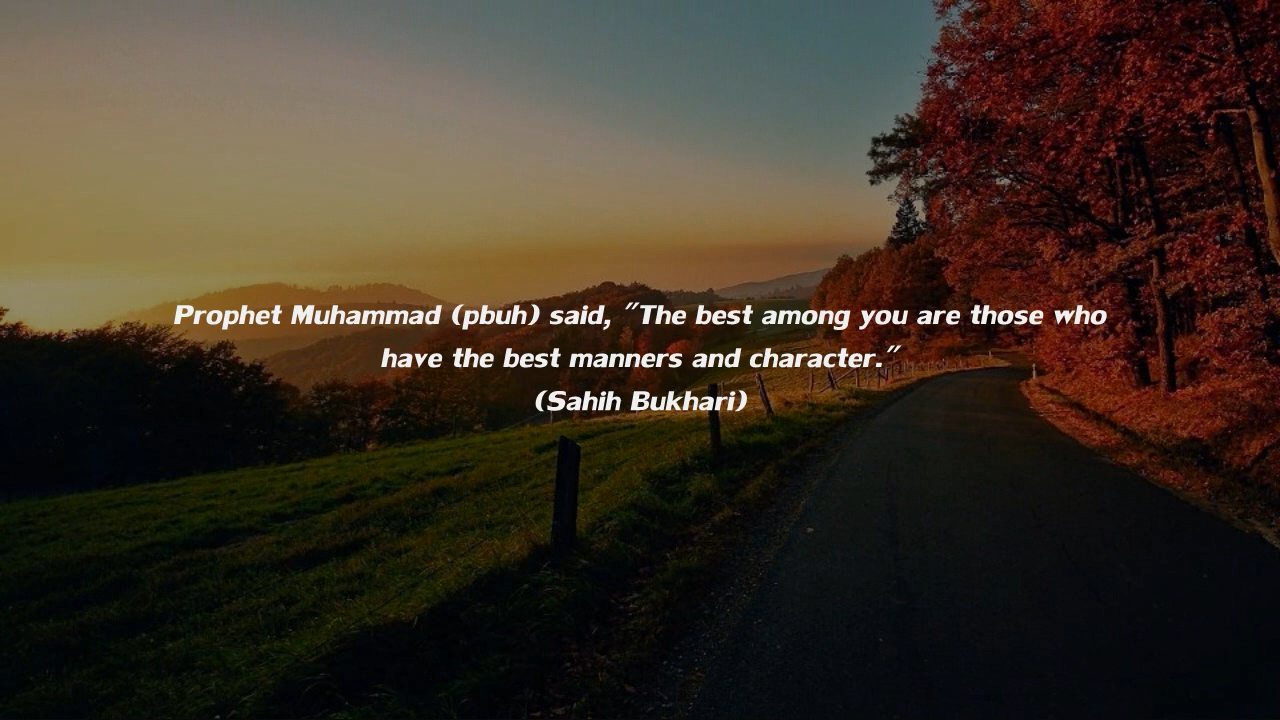 Prophet Muhammad (pbuh) said, "The best among you are those who
have the best manners and character."
(Sahih Bukhari)